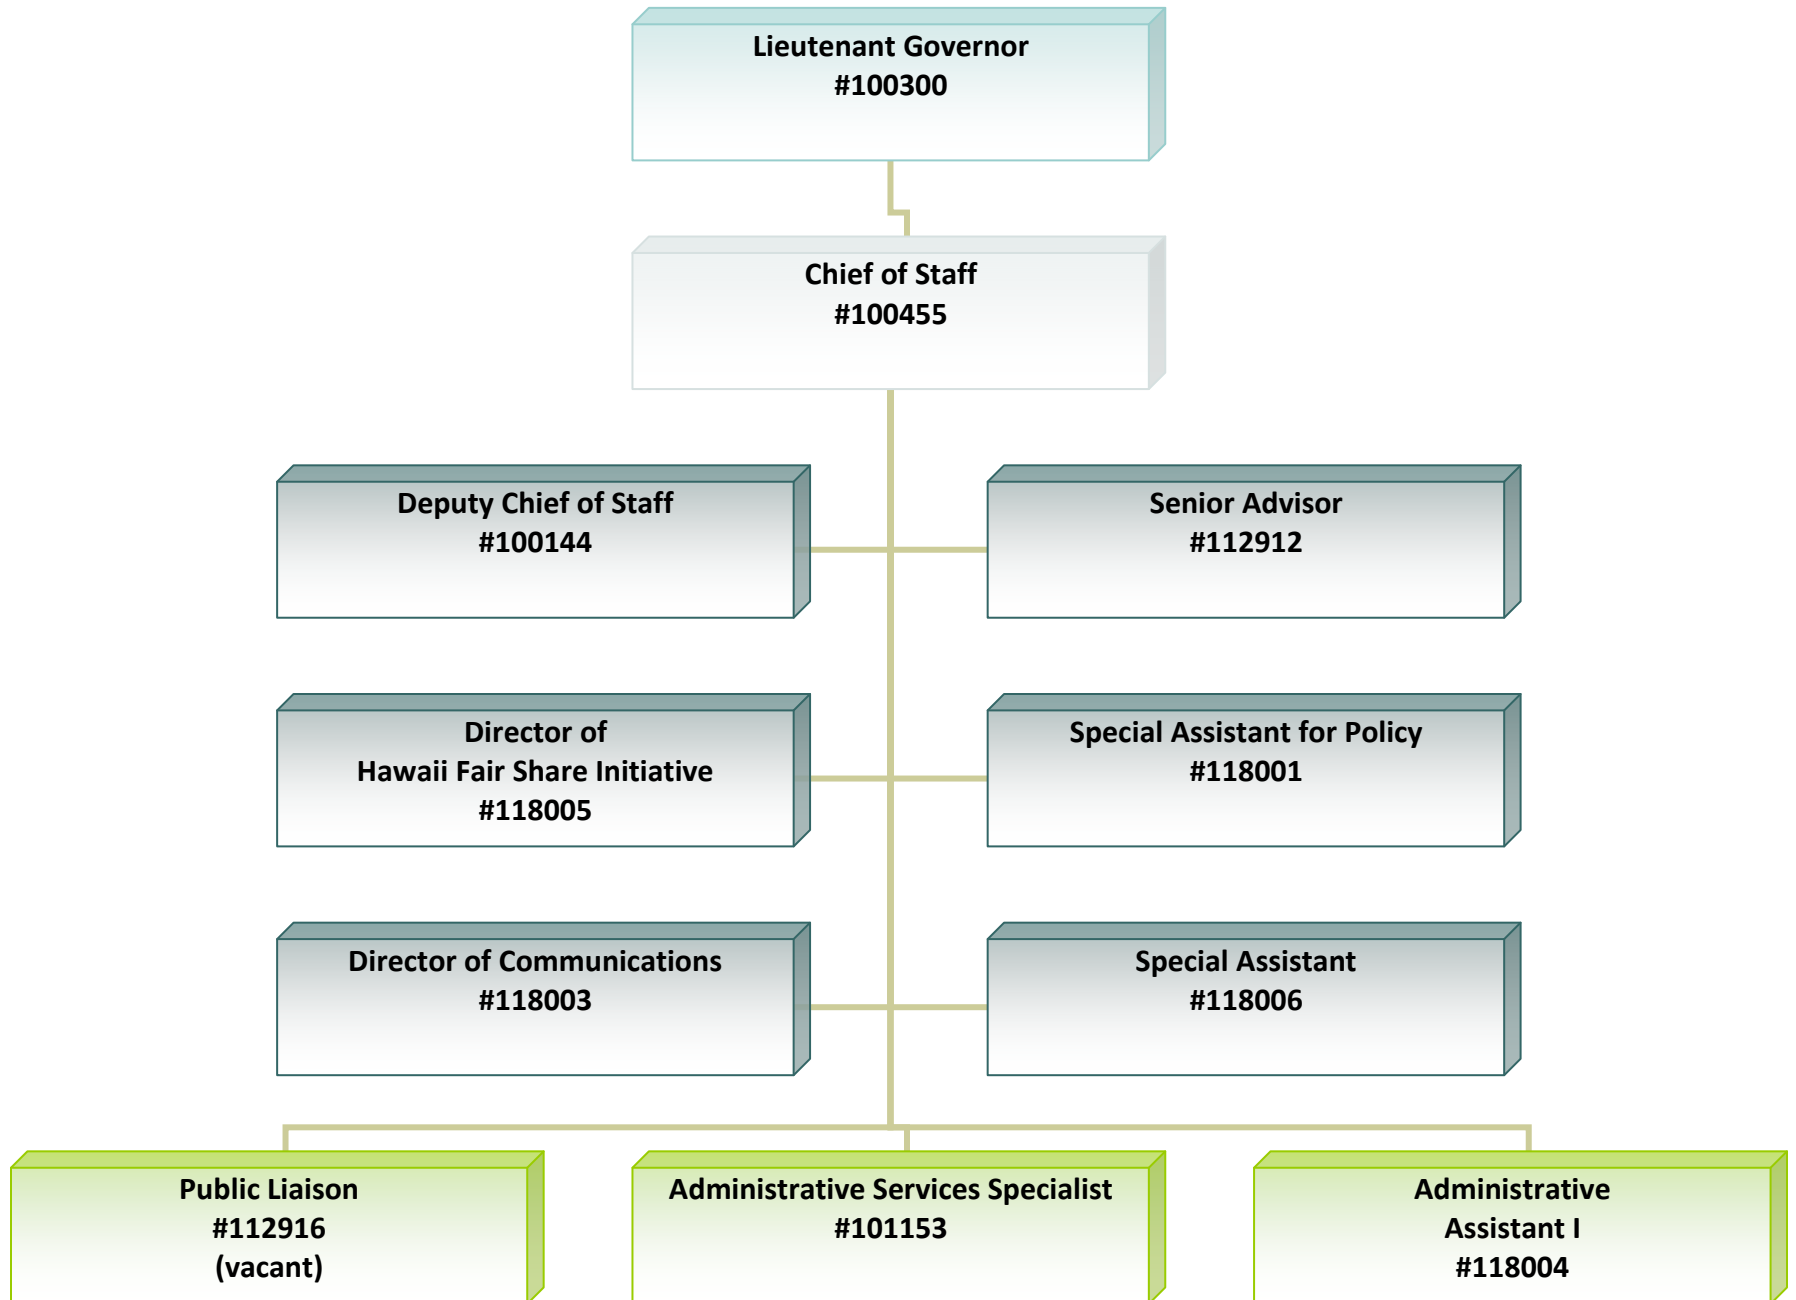 Lieutenant Governor
#100300
Chief of Staff
#100455
Deputy Chief of Staff
#100144
Senior Advisor
#112912
Director of
Hawaii Fair Share Initiative
#118005
Special Assistant for Policy
#118001
Director of Communications
#118003
Special Assistant
#118006
Public Liaison
#112916
(vacant)
Administrative Services Specialist
#101153
Administrative
Assistant I
#118004